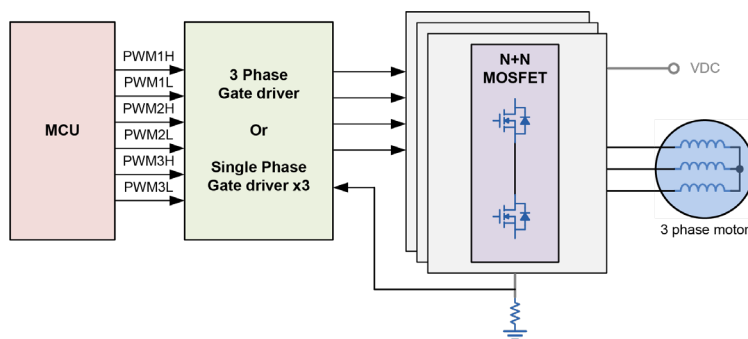 MCU
PWM1H
PWM1L
PWM2H
PWM2L
PWM3H
PWM3L
3 Phase
Gate driver
Or
Single Phase
Gate driver x3
N+N
MOSFET
VDC
3 phase motor